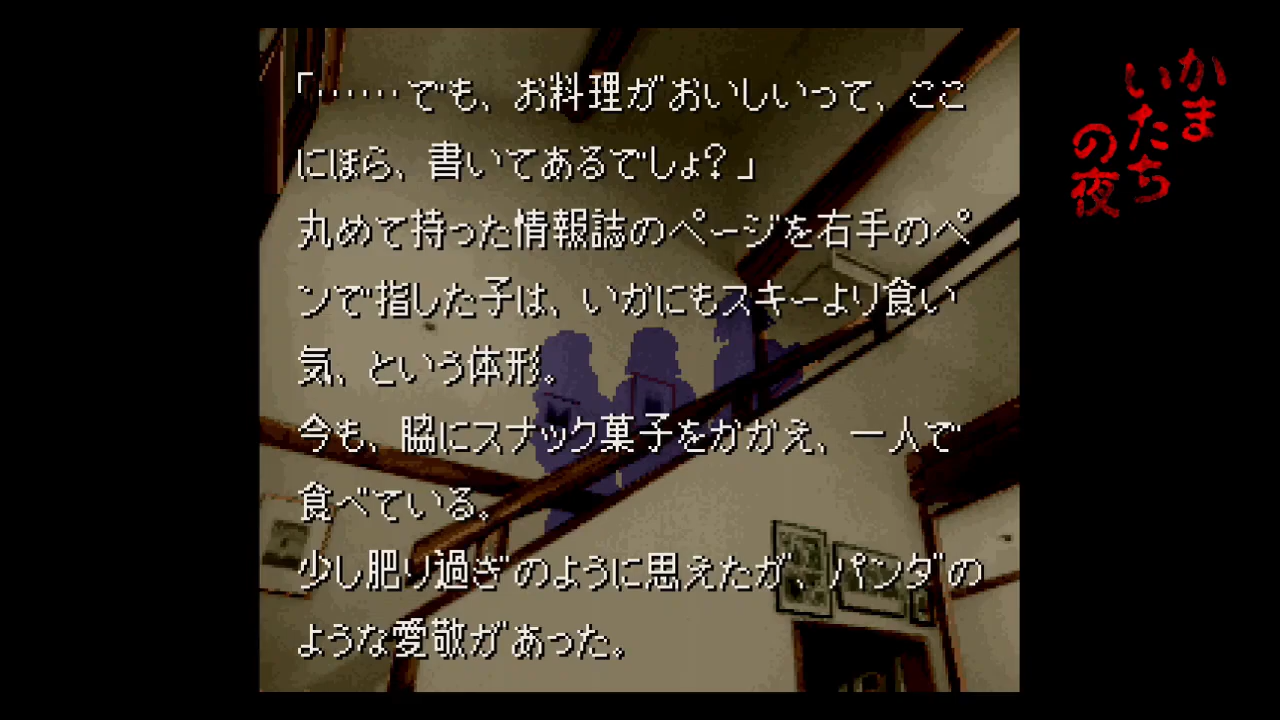 「……でも、お料理がおいしいって、ここ
にほら、書いてあるでしょ？」
丸めて持った情報誌のページを右手のペ
ンで指した子は、いかにもスキーより食い
気、という体形。
今も、脇にスナック菓子をかかえ、一人で
食べている。
少し肥り過ぎのように思えたが、パンダの
ような愛敬があった。
かま
いたち
の夜